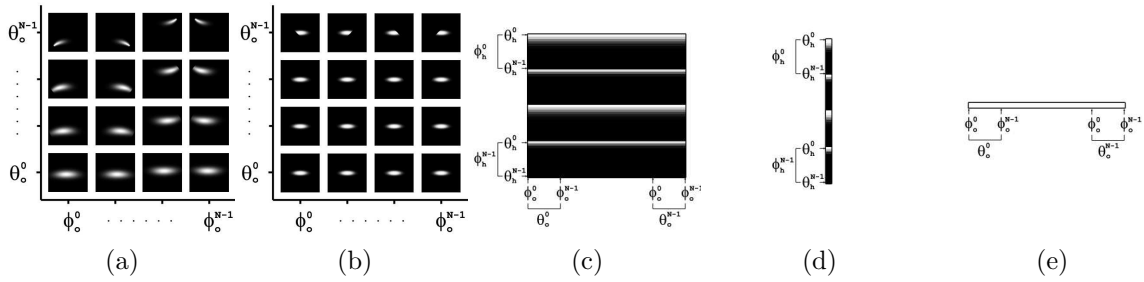 θ_o^{N-1}
θ_o^0
ϕ_o^0 . . . . . . . ϕ_o^{N-1}
(a)
θ_o^{N-1}
θ_o^0
ϕ_o^0 . . . . . . . ϕ_o^{N-1}
(b)
ϕ_h^0
θ_h^0
θ_h^{N-1}
ϕ_h^{N-1}
θ_h^0
θ_h^{N-1}
ϕ_o^0 ϕ_o^{N-1} ϕ_o^0 ϕ_o^{N-1}
θ_o^0 θ_o^{N-1}
(c)
ϕ_h^0
θ_h^0
θ_h^{N-1}
ϕ_h^{N-1}
θ_h^0
θ_h^{N-1}
(d)
ϕ_o^0 ϕ_o^{N-1} ϕ_o^0 ϕ_o^{N-1}
θ_o^0 θ_o^{N-1}
(e)